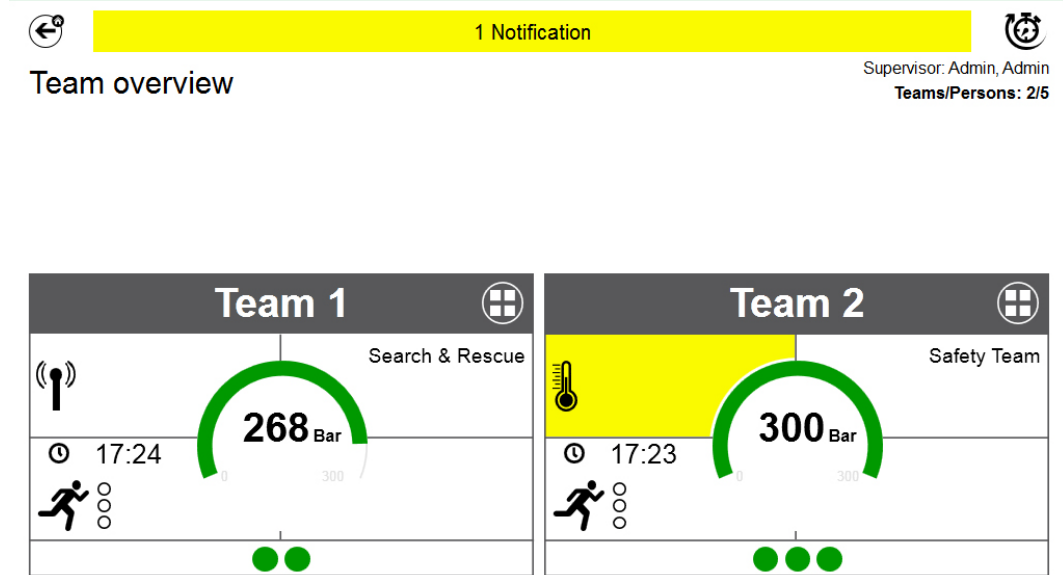 1 Notification
Team overview
Supervisor: Admin, Admin
Teams/Persons: 2/5
Team 1
Search & Rescue
268 Bar
17:24
0 300
Team 2
Safety Team
300 Bar
17:23
0 300